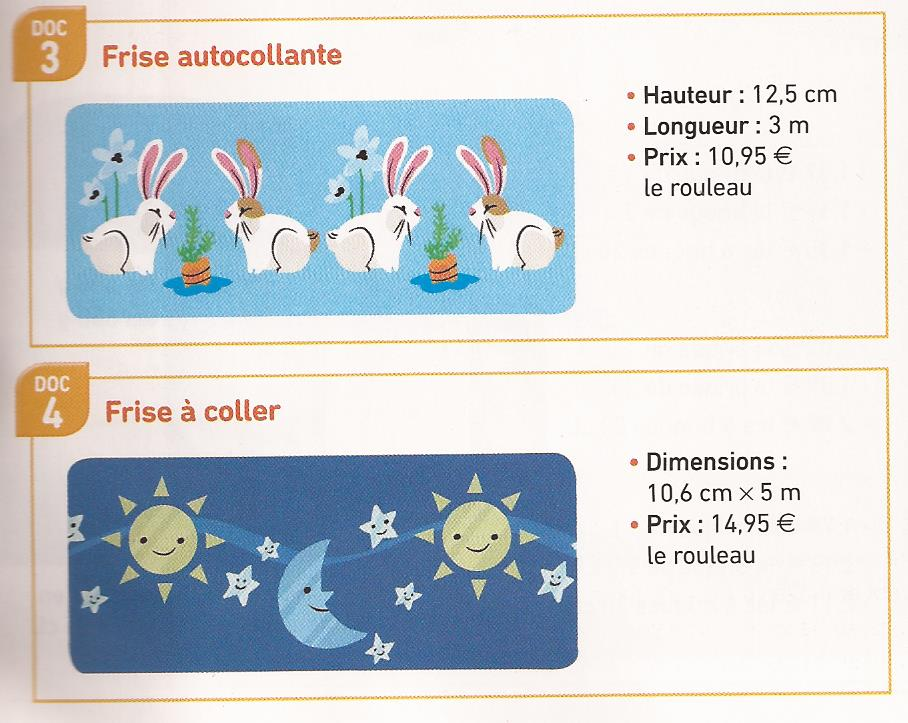 DOC
3
Frise autocollante
• Hauteur : 12,5 cm
• Longueur : 3 m
• Prix : 10,95 €
le rouleau
DOC
4
Frise à coller
• Dimensions :
10,6 cm × 5 m
• Prix : 14,95 €
le rouleau